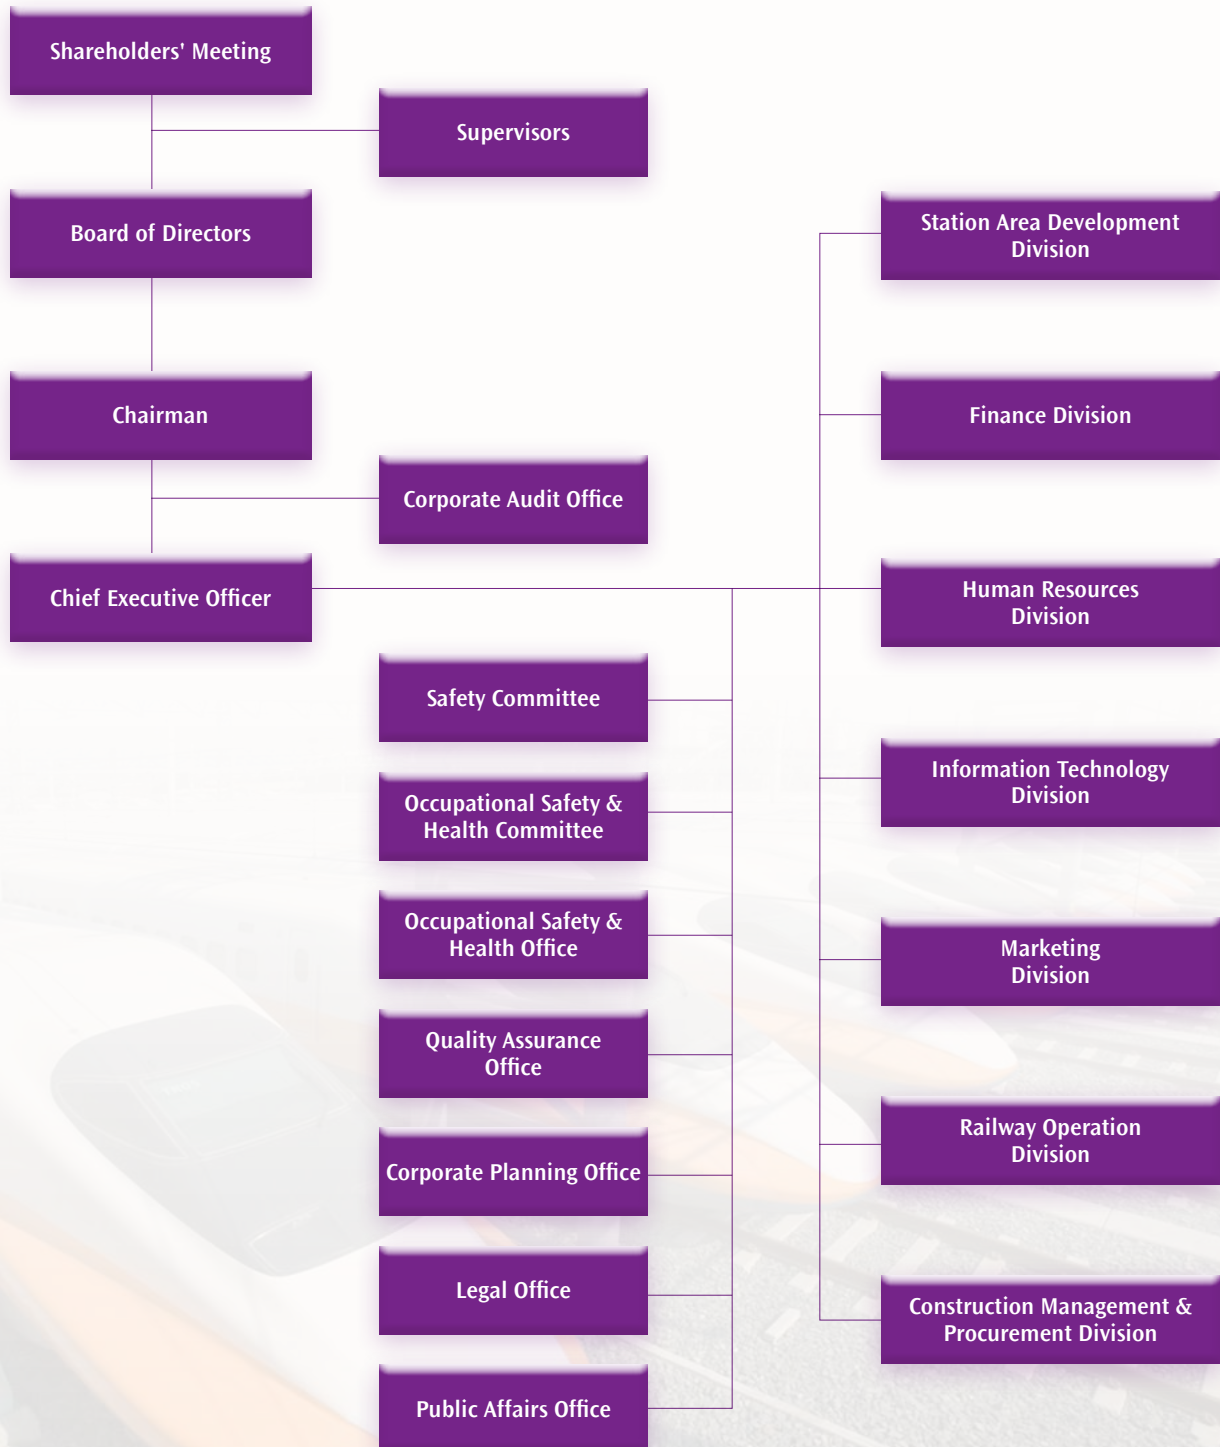 Shareholders' Meeting
Supervisors
Board of Directors
Chairman
Corporate Audit Office
Chief Executive Officer
Safety Committee
Occupational Safety &
Health Committee
Occupational Safety &
Health Office
Quality Assurance
Office
Corporate Planning Office
Legal Office
Public Affairs Office
Station Area Development
Division
Finance Division
Human Resources
Division
Information Technology
Division
Marketing
Division
Railway Operation
Division
Construction Management &
Procurement Division